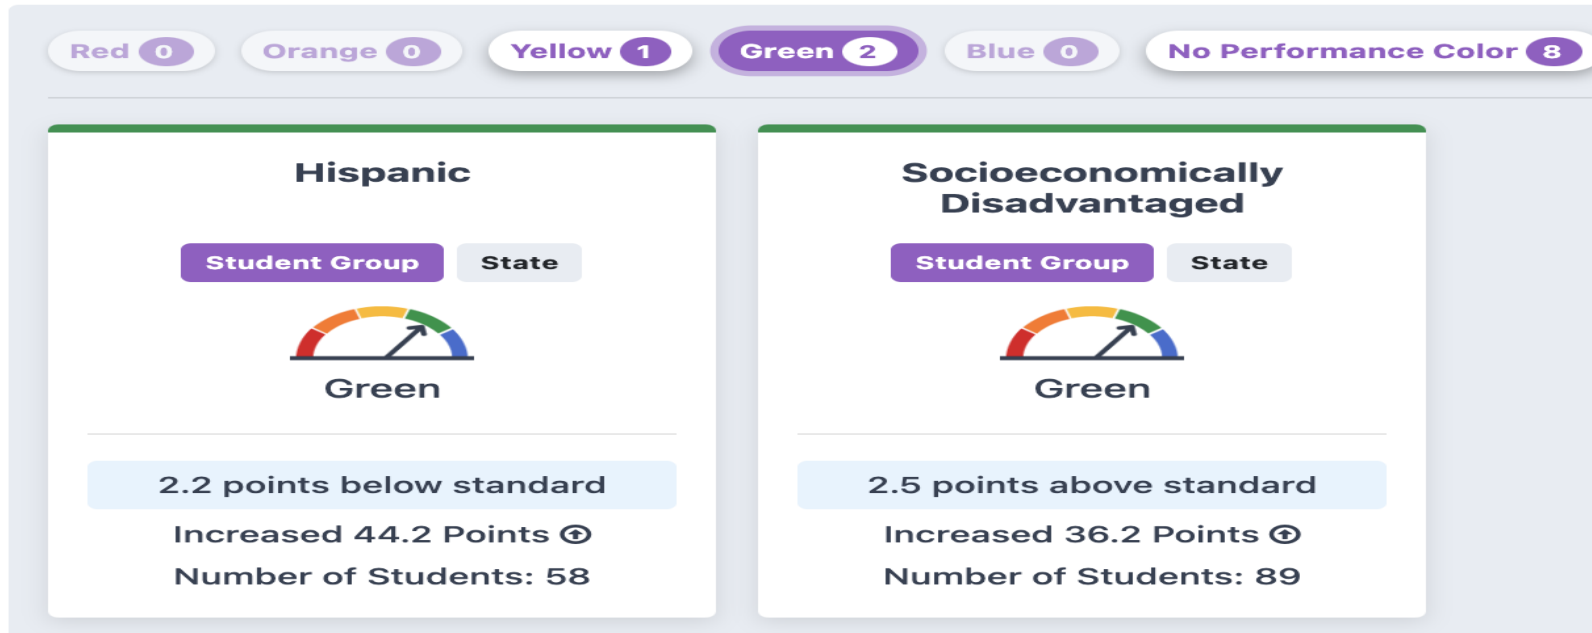 Red 0 Orange 0 Yellow 1 Green 2 Blue 0 No Performance Color 8
Hispanic
Student Group State
Green
2.2 points below standard
Increased 44.2 Points
Number of Students: 58
Socioeconomically
Disadvantaged
Student Group State
Green
2.5 points above standard
Increased 36.2 Points
Number of Students: 89